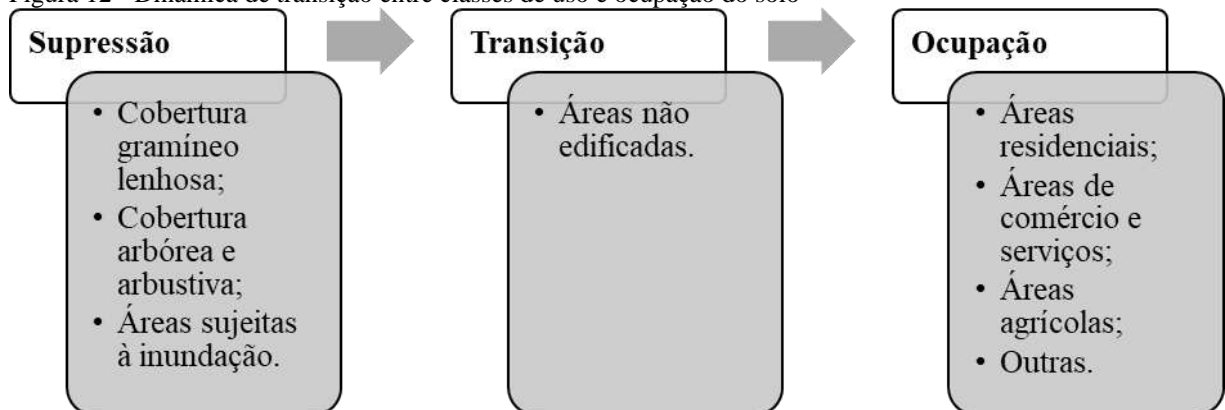 Figura 12 - Dinâmica de transição entre classes de uso e ocupação do solo
Supressão
• Cobertura
gramíneo
lenhosa;
• Cobertura
arbórea e
arbustiva;
• Áreas sujeitas
à inundação.
Transição
• Áreas não
edificadas.
Ocupação
• Áreas
residenciais;
• Áreas de
comércio e
serviços;
• Áreas
agrícolas;
• Outras.